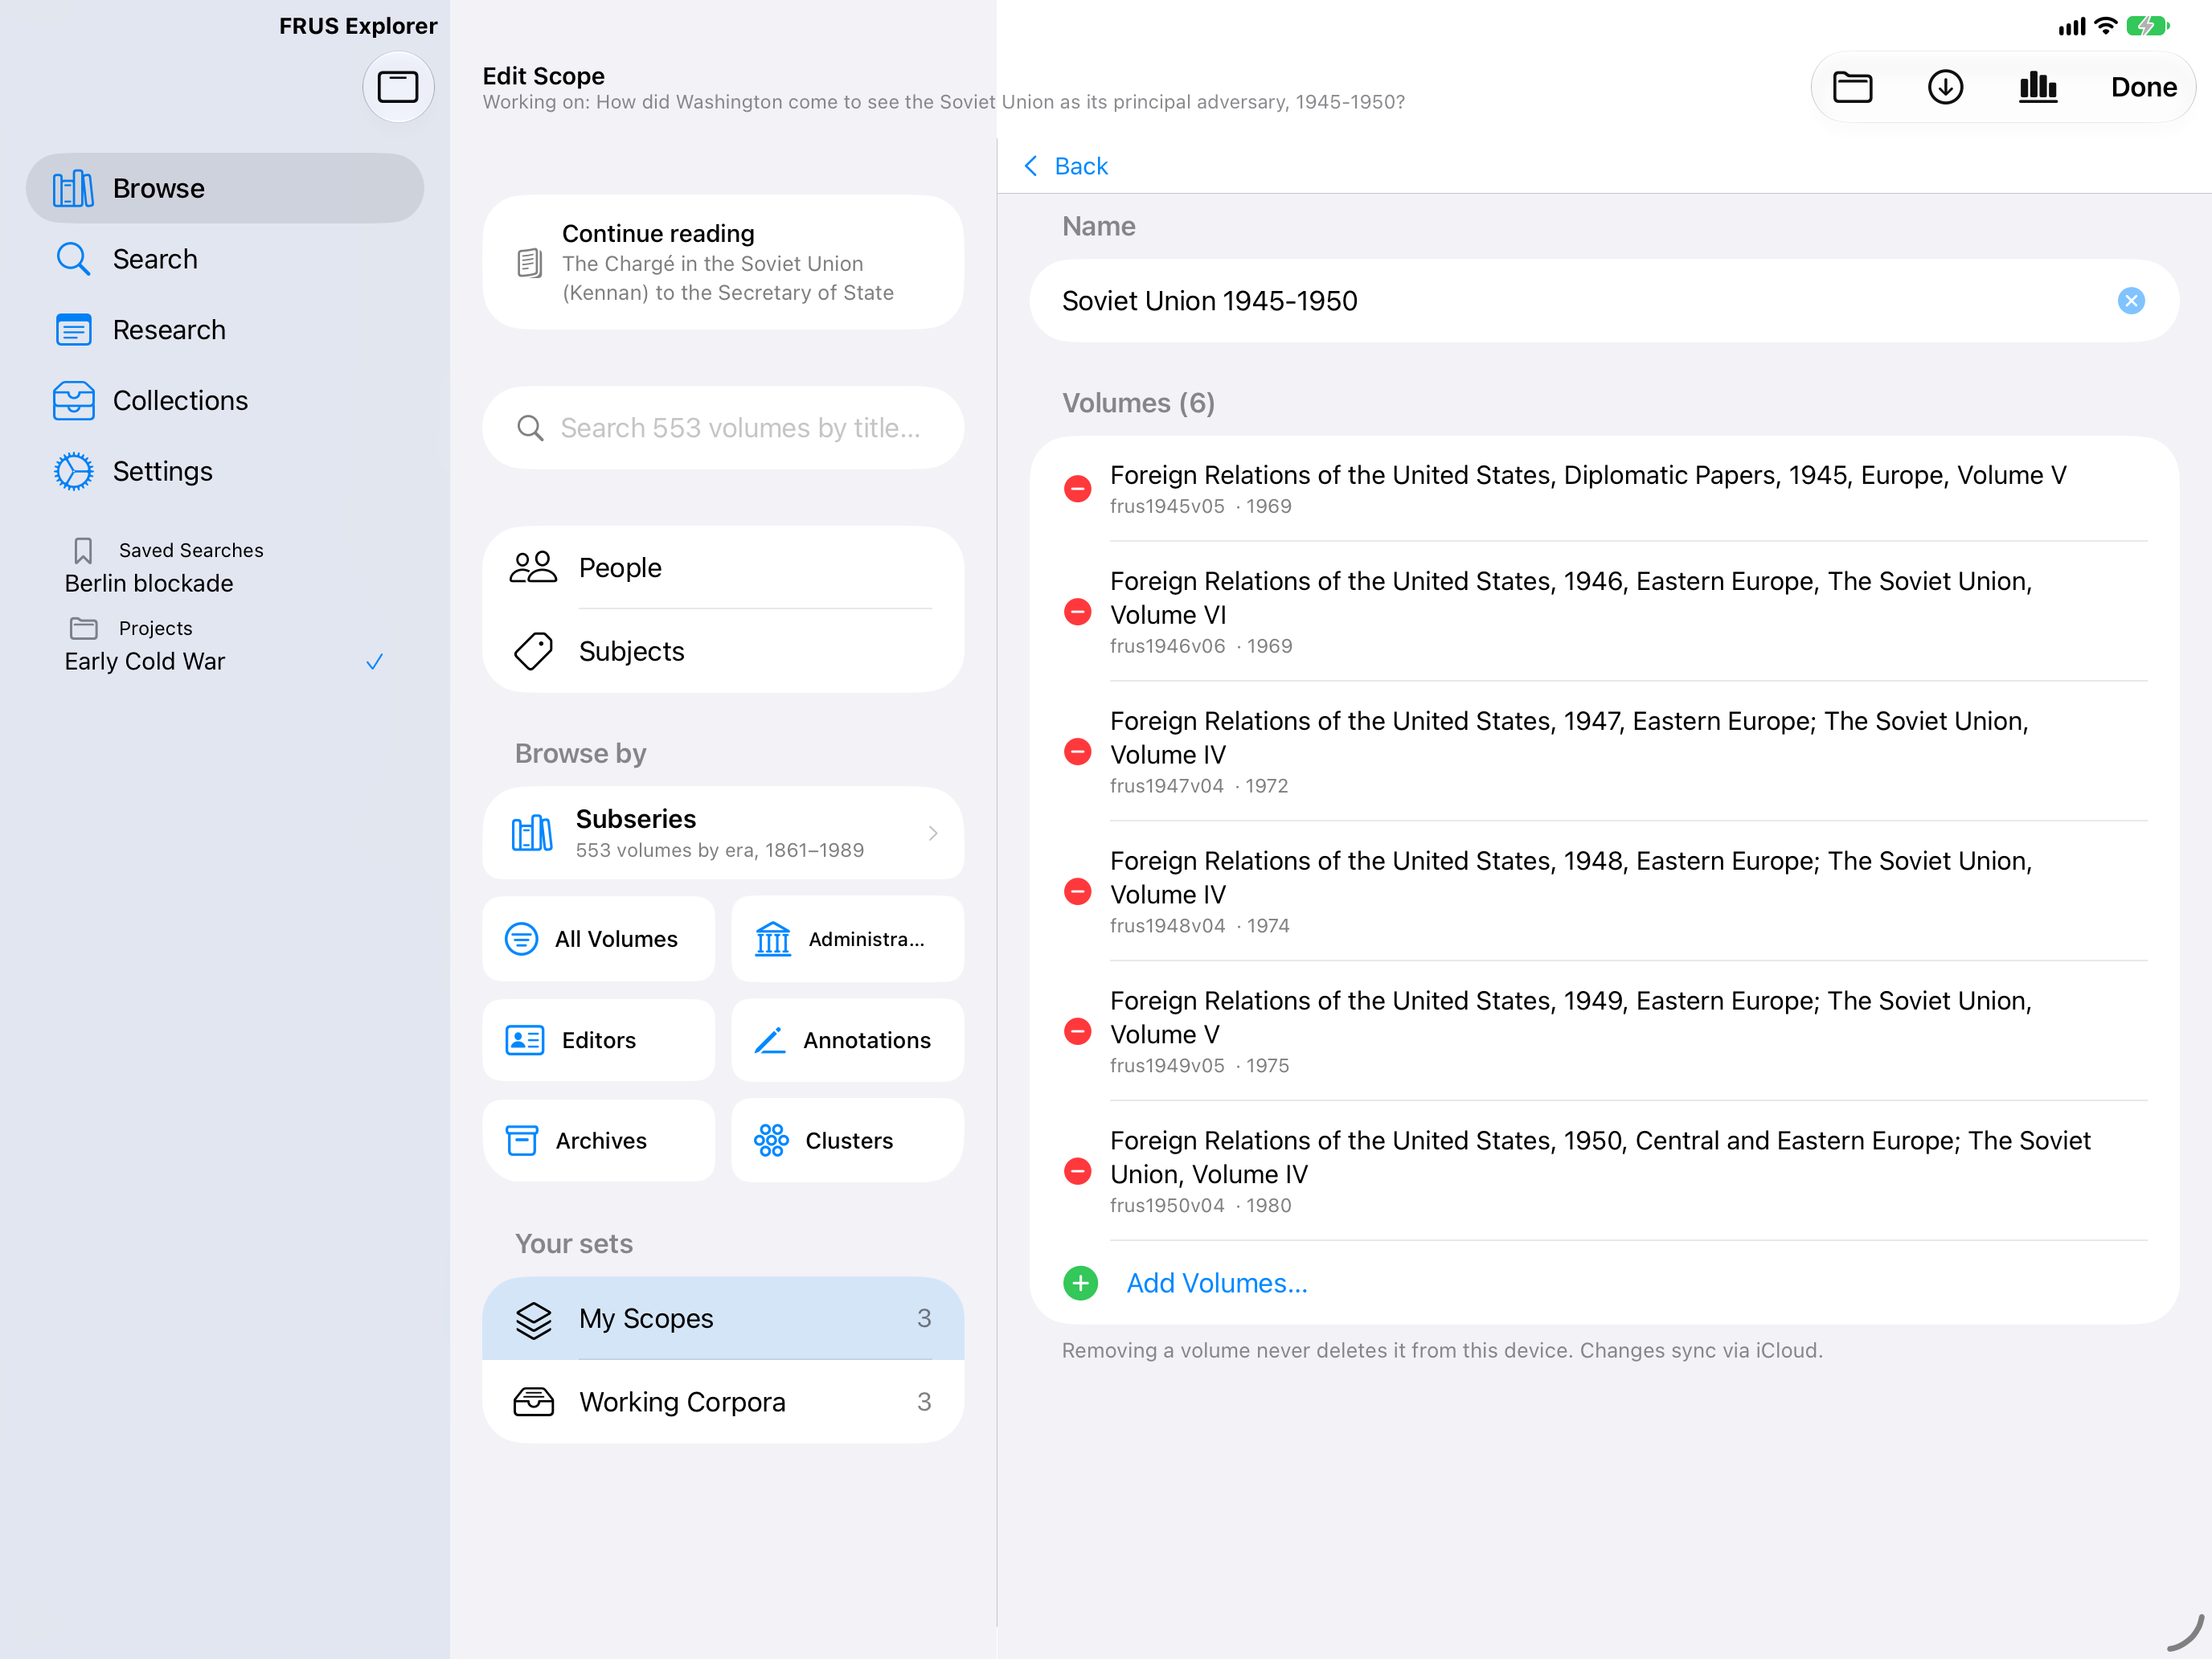 FRUS Explorer
Browse
Search
Research
Collections
Settings
Saved Searches
Berlin blockade
Projects
Early Cold War
Edit Scope
Working on: How did Washington come to see the Soviet Union as its principal adversary, 1945-1950?
Done
Continue reading
The Chargé in the Soviet Union
(Kennan) to the Secretary of State
Search 553 volumes by title...
People
Subjects
Browse by
Subseries
553 volumes by era, 1861–1989
All Volumes
Administra...
Editors
Annotations
Archives
Clusters
Your sets
My Scopes 3
Working Corpora 3
Back
Name
Soviet Union 1945-1950
Volumes (6)
Foreign Relations of the United States, Diplomatic Papers, 1945, Europe, Volume V
frus1945v05 · 1969
Foreign Relations of the United States, 1946, Eastern Europe, The Soviet Union,
Volume VI
frus1946v06 · 1969
Foreign Relations of the United States, 1947, Eastern Europe; The Soviet Union,
Volume IV
frus1947v04 · 1972
Foreign Relations of the United States, 1948, Eastern Europe; The Soviet Union,
Volume IV
frus1948v04 · 1974
Foreign Relations of the United States, 1949, Eastern Europe; The Soviet Union,
Volume V
frus1949v05 · 1975
Foreign Relations of the United States, 1950, Central and Eastern Europe; The Soviet
Union, Volume IV
frus1950v04 · 1980
Add Volumes...
Removing a volume never deletes it from this device. Changes sync via iCloud.